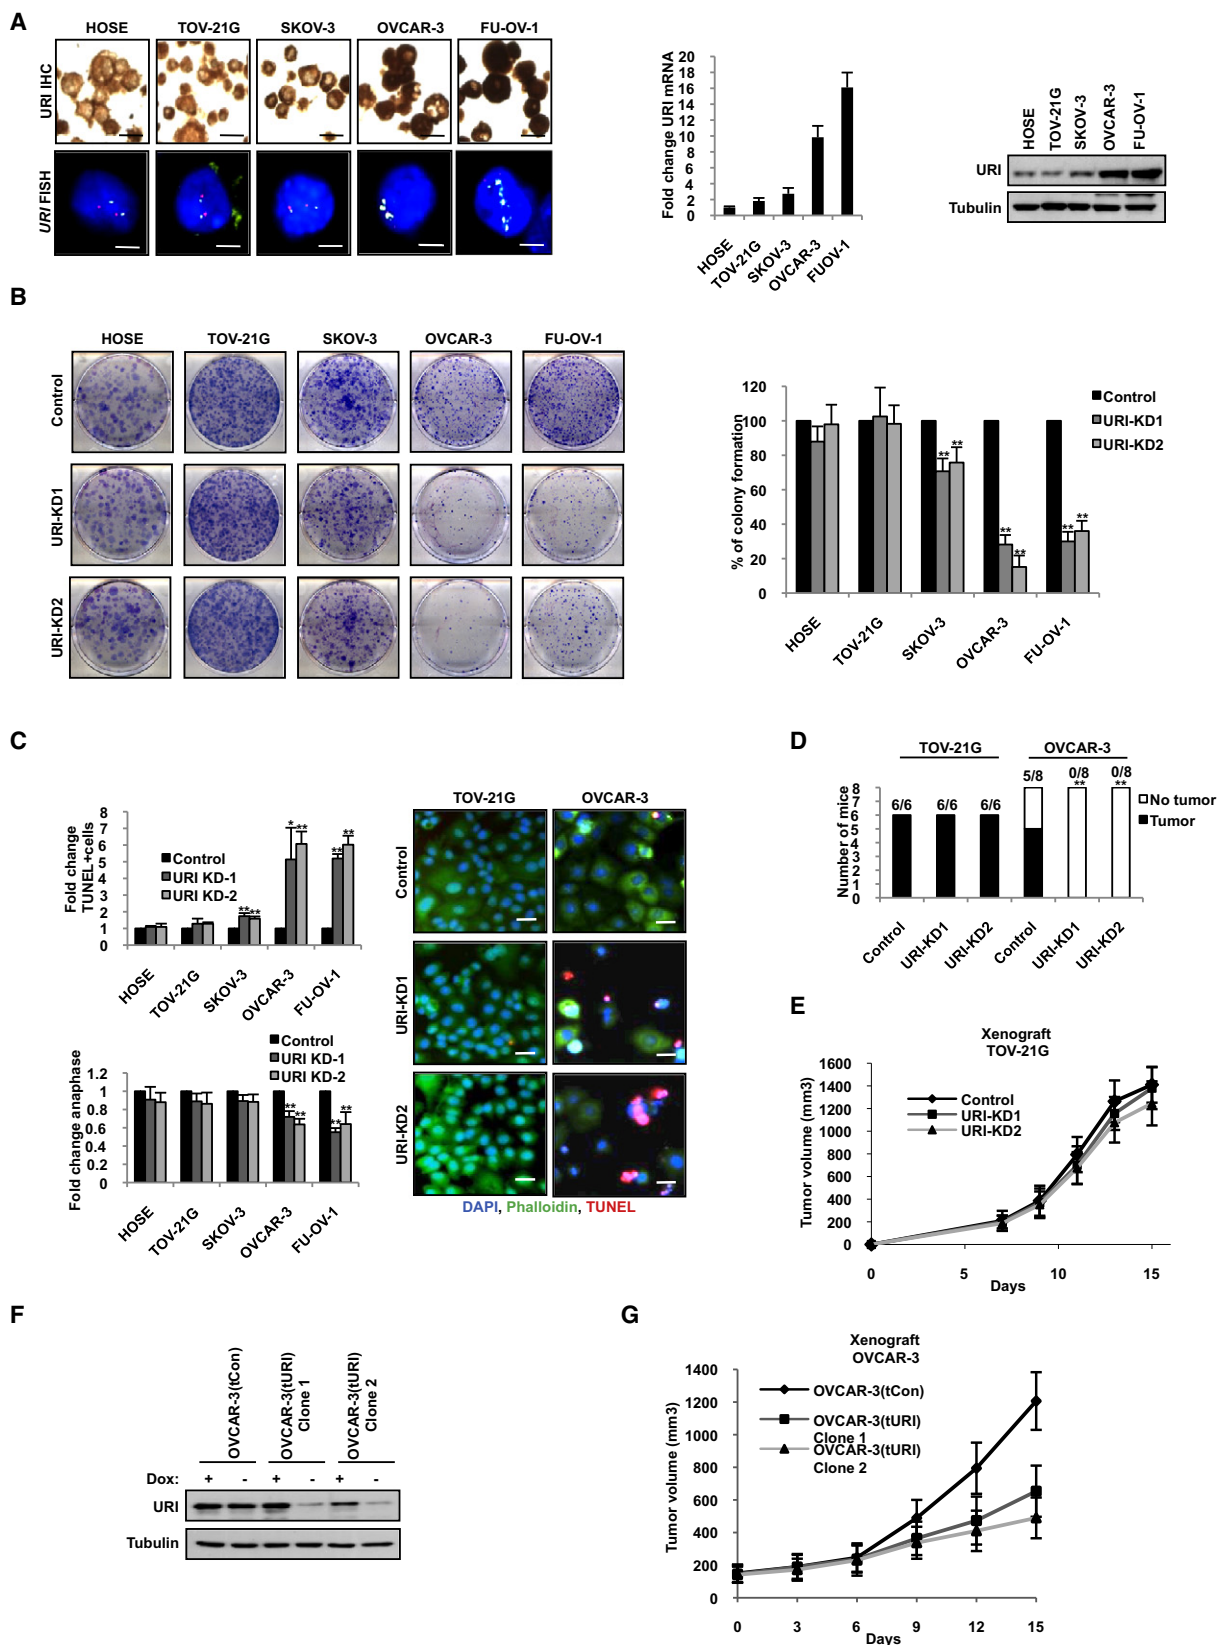 A
HOSE TOV-21G SKOV-3 OVCAR-3 FU-OV-1
URI IHC
URI FISH
Fold change URI mRNA
20
18
16
14
12
10
8
6
4
2
0
HOSE TOV-21G SKOV-3 OVCAR-3 FUOV-1
HOSE TOV-21G SKOV-3 OVCAR-3 FU-OV-1
URI
Tubulin
B
HOSE TOV-21G SKOV-3 OVCAR-3 FU-OV-1
Control
URI-KD1
URI-KD2
% of colony formation
120
100
80
60
40
20
0
** ** ** ** ** **
Control
URI-KD1
URI-KD2
HOSE TOV-21G SKOV-3 OVCAR-3 FU-OV-1
C
Fold change
TUNEL+cells
8
7
6
5
4
3
2
1
0
** ** * ** ** **
Control
URI KD-1
URI KD-2
HOSE TOV-21G SKOV-3 OVCAR-3 FU-OV-1
Fold change anaphase
1.2
1
0.8
0.6
0.4
0.2
0
** ** ** **
Control
URI KD-1
URI KD-2
HOSE TOV-21G SKOV-3 OVCAR-3 FU-OV-1
TOV-21G OVCAR-3
Control
URI-KD1
URI-KD2
DAPI, Phalloidin, TUNEL
D
TOV-21G OVCAR-3
Number of mice
8
7
6
5
4
3
2
1
0
6/6 6/6 6/6 5/8 0/8 0/8
** **
No tumor
Tumor
Control URI-KD1 URI-KD2 Control URI-KD1 URI-KD2
E
Xenograft
TOV-21G
Tumor volume (mm3)
1600
1400
1200
1000
800
600
400
200
0
Control
URI-KD1
URI-KD2
0 5 10 15
Days
F
OVCAR-3(tCon)
OVCAR-3(tURI)
Clone 1
OVCAR-3(tURI)
Clone 2
Dox: + - + - + -
URI
Tubulin
G
Xenograft
OVCAR-3
Tumor volume (mm3)
1400
1200
1000
800
600
400
200
0
OVCAR-3(tCon)
OVCAR-3(tURI)
Clone 1
OVCAR-3(tURI)
Clone 2
0 3 6 9 12 15
Days